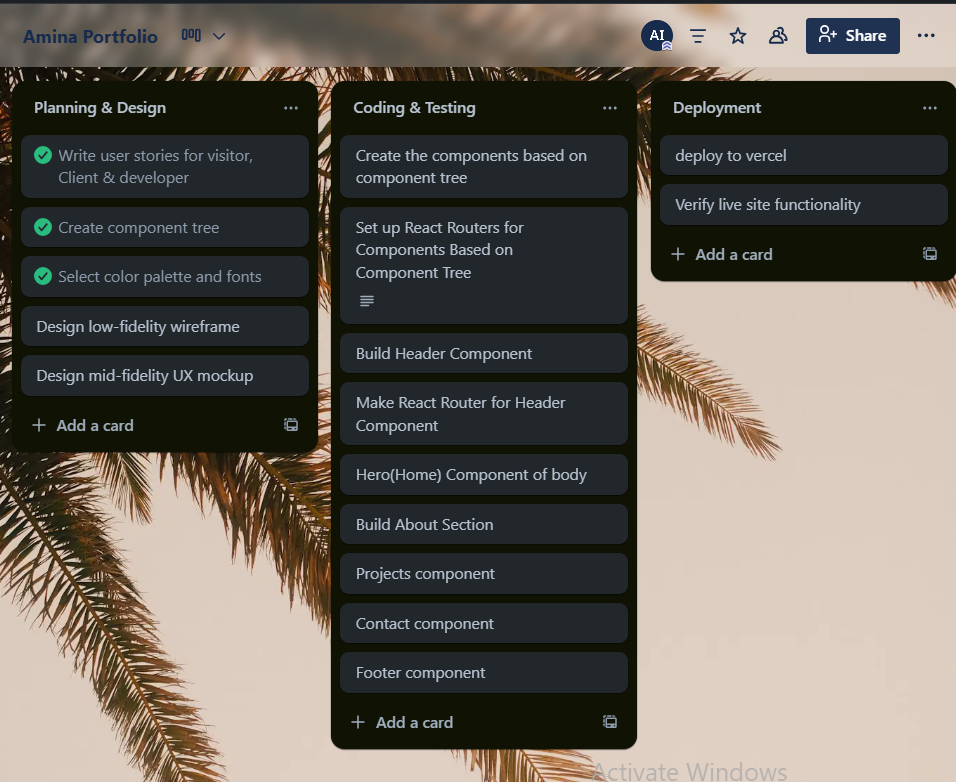 Amina Portfolio
AI
Share
Planning & Design
Write user stories for visitor,
Client & developer
Create component tree
Select color palette and fonts
Design low-fidelity wireframe
Design mid-fidelity UX mockup
Add a card
Coding & Testing
Create the components based on
component tree
Set up React Routers for
Components Based on
Component Tree
Build Header Component
Make React Router for Header
Component
Hero(Home) Component of body
Build About Section
Projects component
Contact component
Footer component
Add a card
Deployment
deploy to vercel
Verify live site functionality
Add a card
Activate Windows